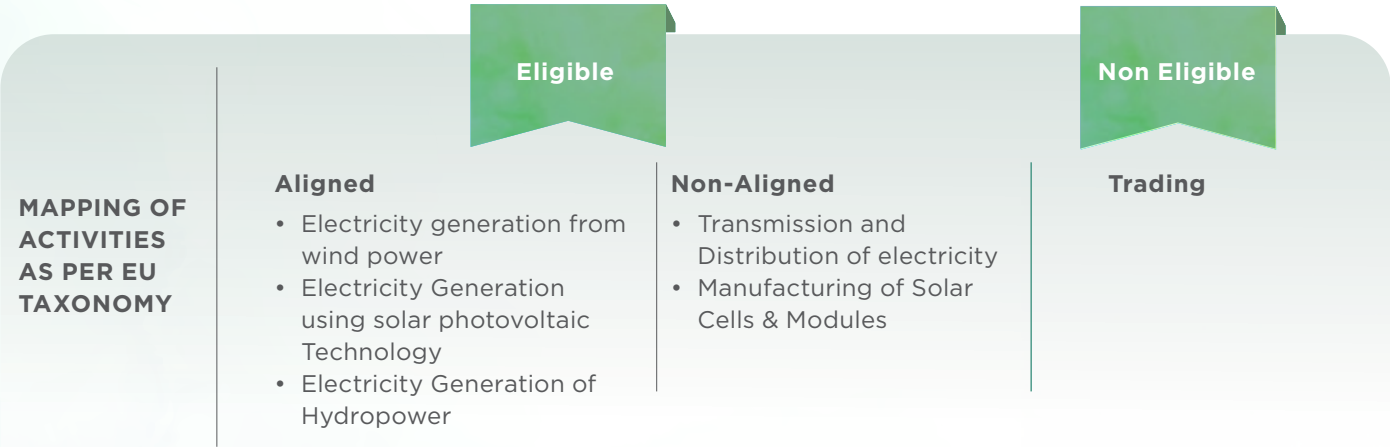 Eligible
Non Eligible
MAPPING OF
ACTIVITIES
AS PER EU
TAXONOMY
Aligned
• Electricity generation from
wind power
• Electricity Generation
using solar photovoltaic
Technology
• Electricity Generation of
Hydropower
Non-Aligned
• Transmission and
Distribution of electricity
• Manufacturing of Solar
Cells & Modules
Trading